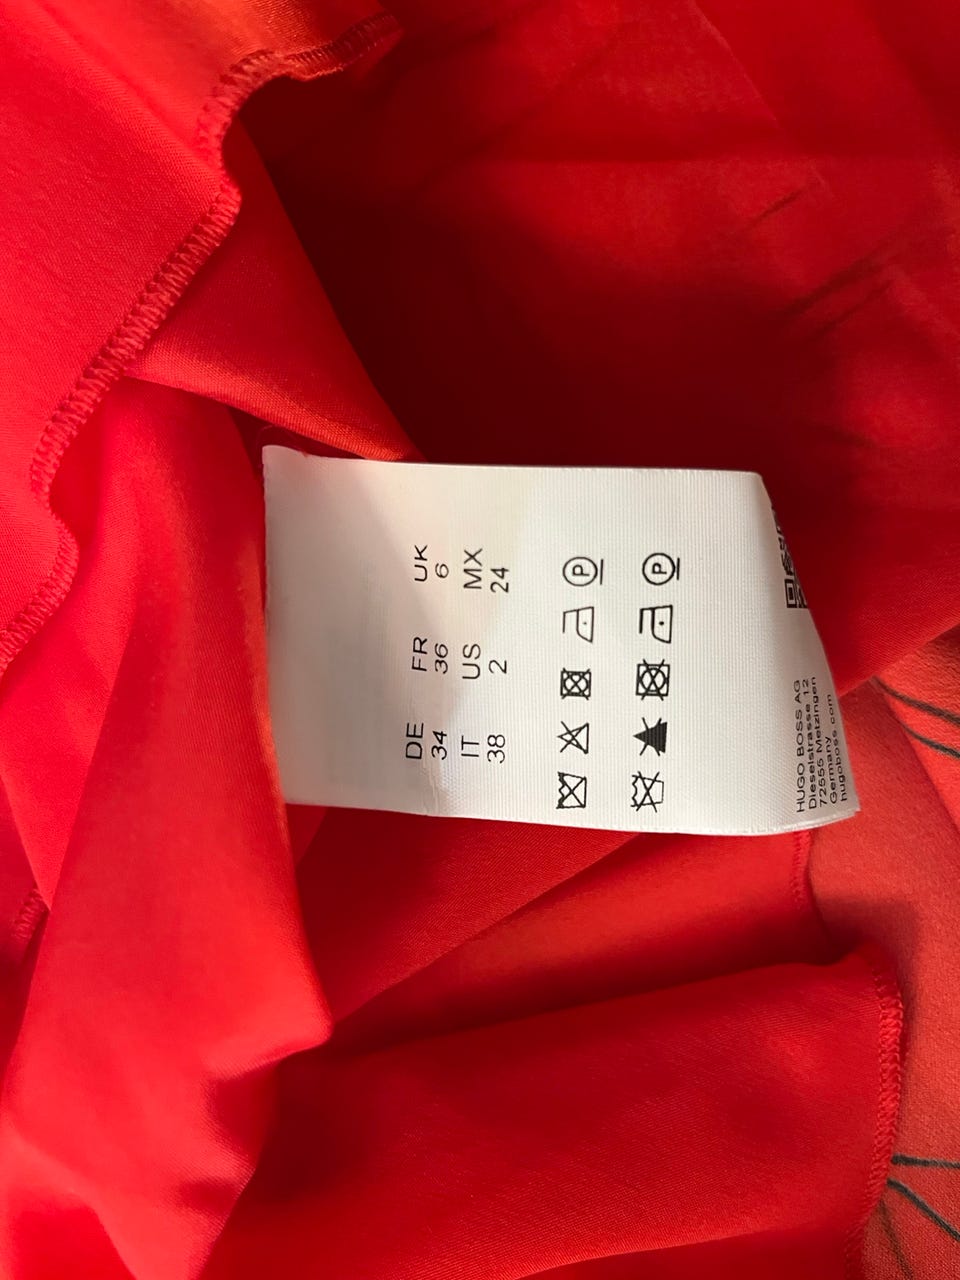 DE FR UK
34 36 6
IT US MX
38 2 24
P
P
HUGO BOSS AG
Dieselstrasse 12
72555 Metzingen
Germany
hugoboss.com